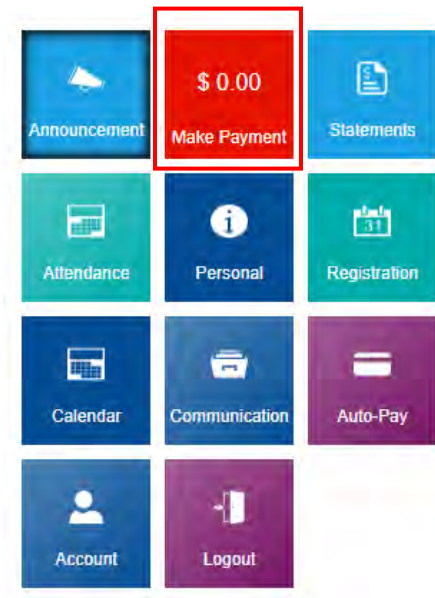 $ 0.00
Announcement
Make Payment
Statements
Attendance
Personal
31
Registration
Calendar
Communication
Auto-Pay
Account
Logout